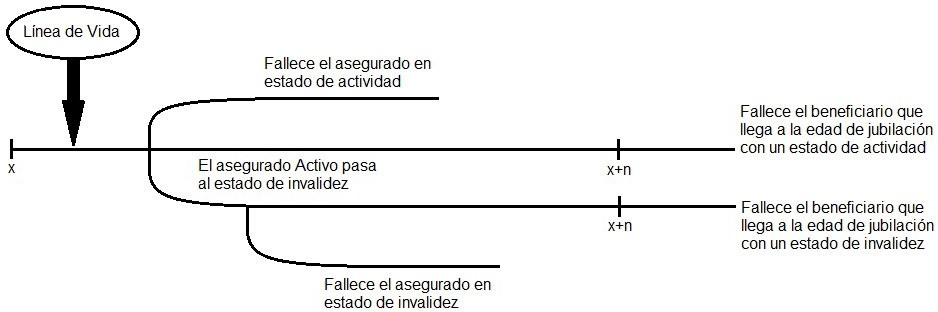 Línea de Vida
Fallece el asegurado en
estado de actividad
Fallece el beneficiario que
llega a la edad de jubilación
con un estado de actividad
x
x+n
El asegurado Activo pasa
al estado de invalidez
x+n
Fallece el beneficiario que
llega a la edad de jubilación
con un estado de invalidez
Fallece el asegurado en
estado de invalidez